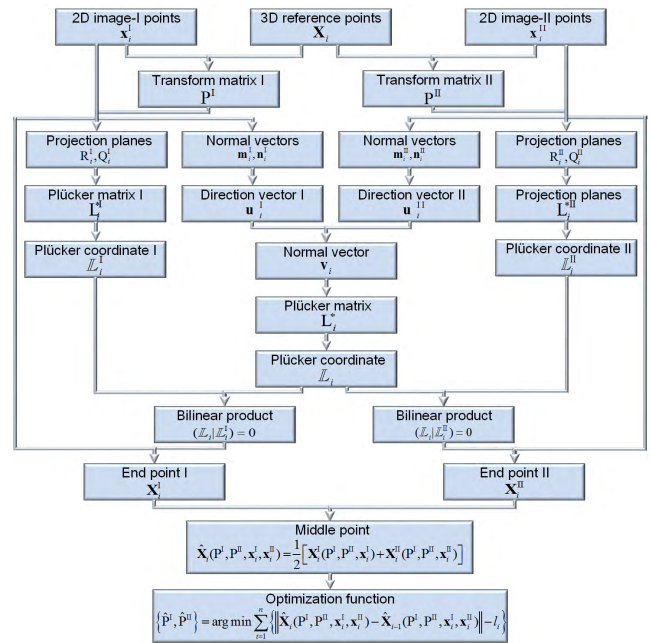 2D image-I points
x_i^I
3D reference points
X_i
2D image-II points
x_i^II
Transform matrix I
P^I
Transform matrix II
P^II
Projection planes
R_i^I, Q_i^I
Normal vectors
m_i^I, n_i^I
Normal vectors
m_i^II, n_i^II
Projection planes
R_i^II, Q_i^II
Plücker matrix I
L_i^*I
Direction vector I
u_i^I
Direction vector II
u_i^II
Projection planes
L_i^*II
Plücker coordinate I
𝕃_i^I
Normal vector
v_i
Plücker coordinate II
𝕃_i^II
Plücker matrix
L_i^*
Plücker coordinate
𝕃_i
Bilinear product
(𝕃_i|𝕃_i^I) = 0
Bilinear product
(𝕃_i|𝕃_i^II) = 0
End point I
X_i^I
End point II
X_i^II
Middle point
X̂_i(P^I, P^II, x_i^I, x_i^II) = 1/2 [X_i^I(P^I, P^II, x_i^I) + X_i^II(P^I, P^II, x_i^II)]
Optimization function
{P̂^I, P̂^II} = arg min ∑_{i=1}^n {‖X̂_i(P^I, P^II, x_i^I, x_i^II) − X̂_{i−1}(P^I, P^II, x_i^I, x_i^II)‖ − l_i}